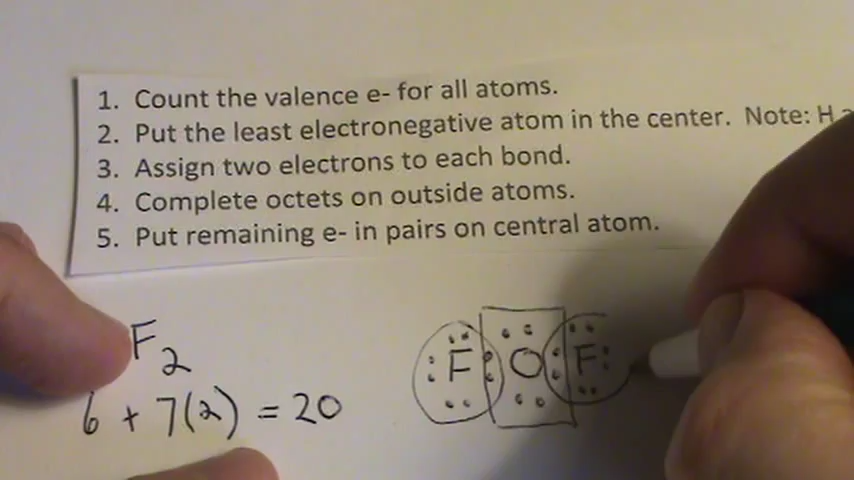 1. Count the valence e- for all atoms.
2. Put the least electronegative atom in the center. Note: H
3. Assign two electrons to each bond.
4. Complete octets on outside atoms.
5. Put remaining e- in pairs on central atom.
F2
6 + 7(2) = 20
F O F